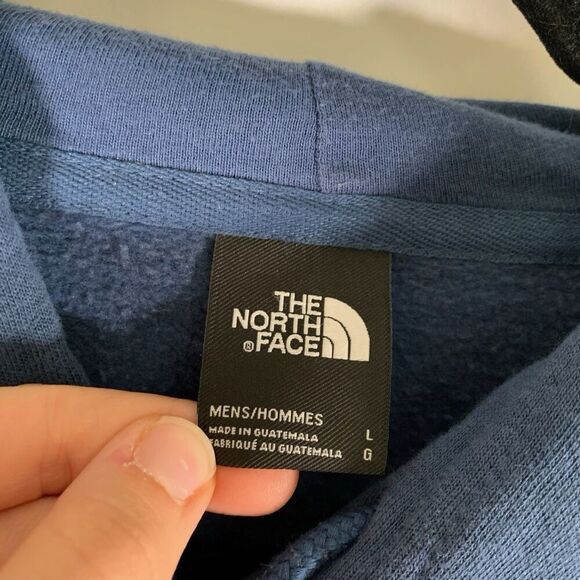 THE
NORTH
® FACE
MENS/HOMMES
MADE IN GUATEMALA L
FABRIQUÉ AU GUATEMALA G